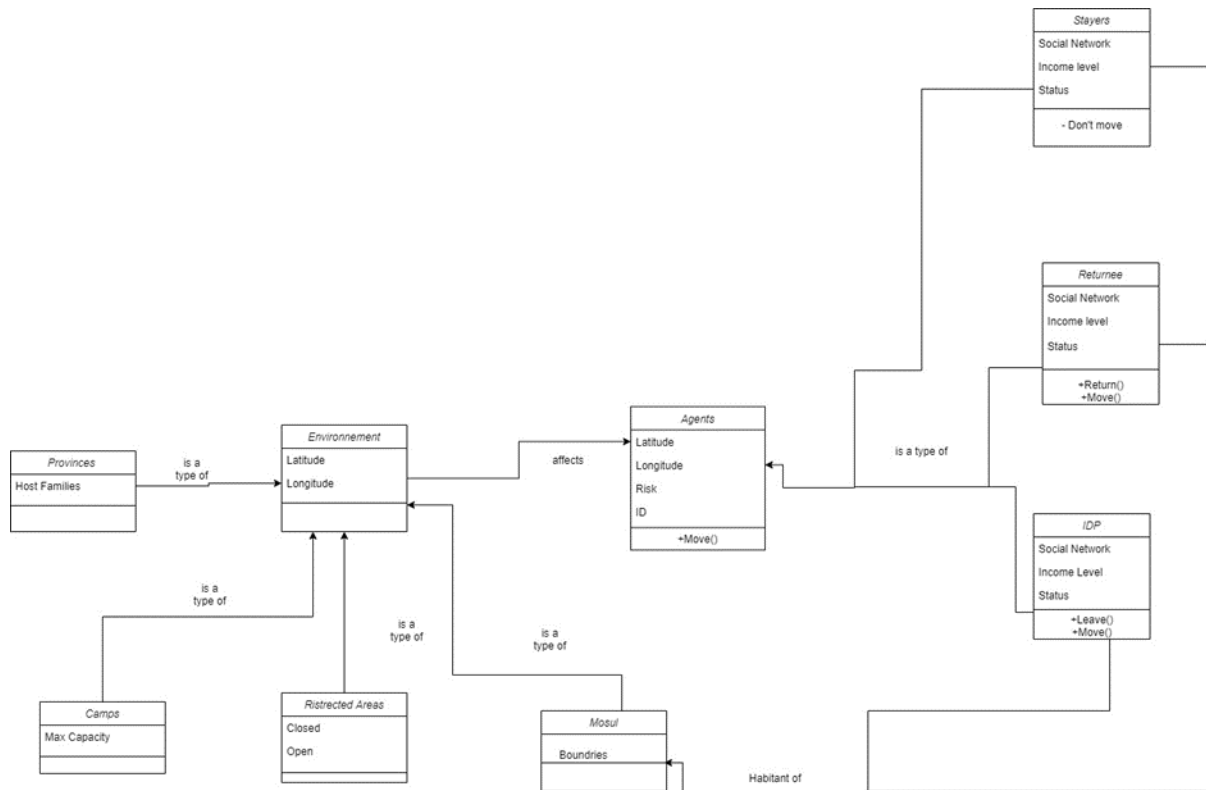 Stayers
Social Network
Income level
Status
- Don't move
Returnee
Social Network
Income level
Status
+Return()
+Move()
Agents
Latitude
Longitude
Risk
ID
+Move()
is a type of
Environnement
Latitude
Longitude
affects
Provinces
Host Families
is a
type of
IDP
Social Network
Income Level
Status
+Leave()
+Move()
is a
type of
is a
type of
is a
type of
Camps
Max Capacity
Ristrected Areas
Closed
Open
Mosul
Boundries
Habitant of